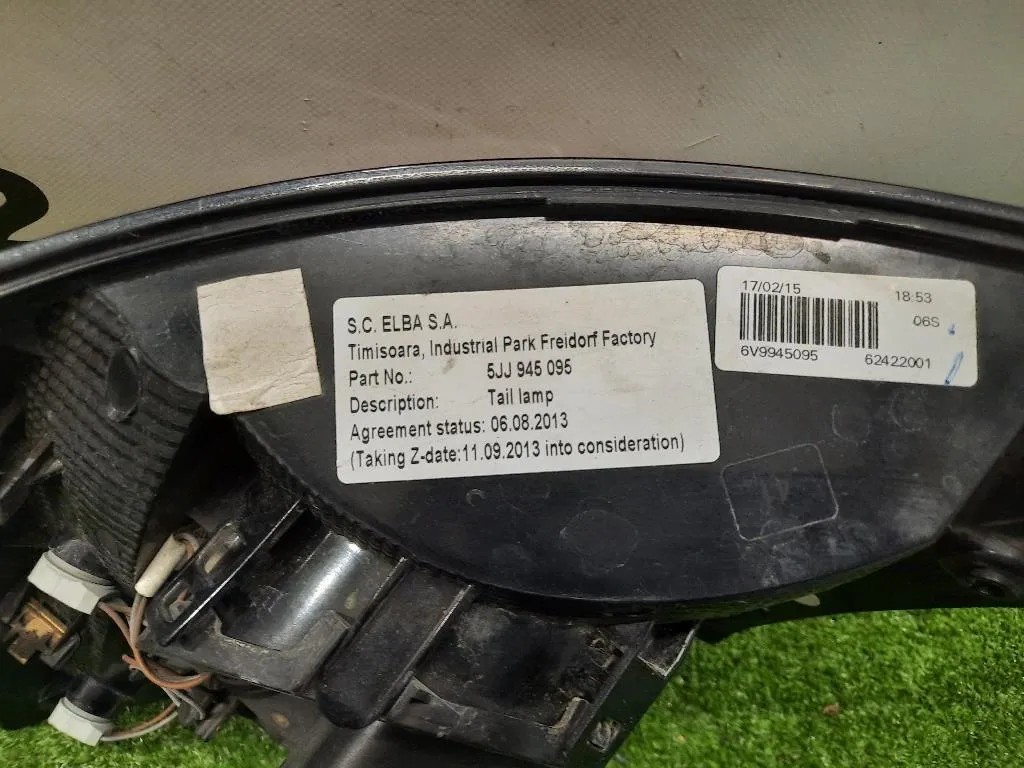 S.C. ELBA S.A.
Timisoara, Industrial Park Freidorf Factory
Part No.: 5JJ 945 095
Description: Tail lamp
Agreement status: 06.08.2013
(Taking Z-date:11.09.2013 into consideration)
17/02/15 18:53
06S
6V9945095 62422001